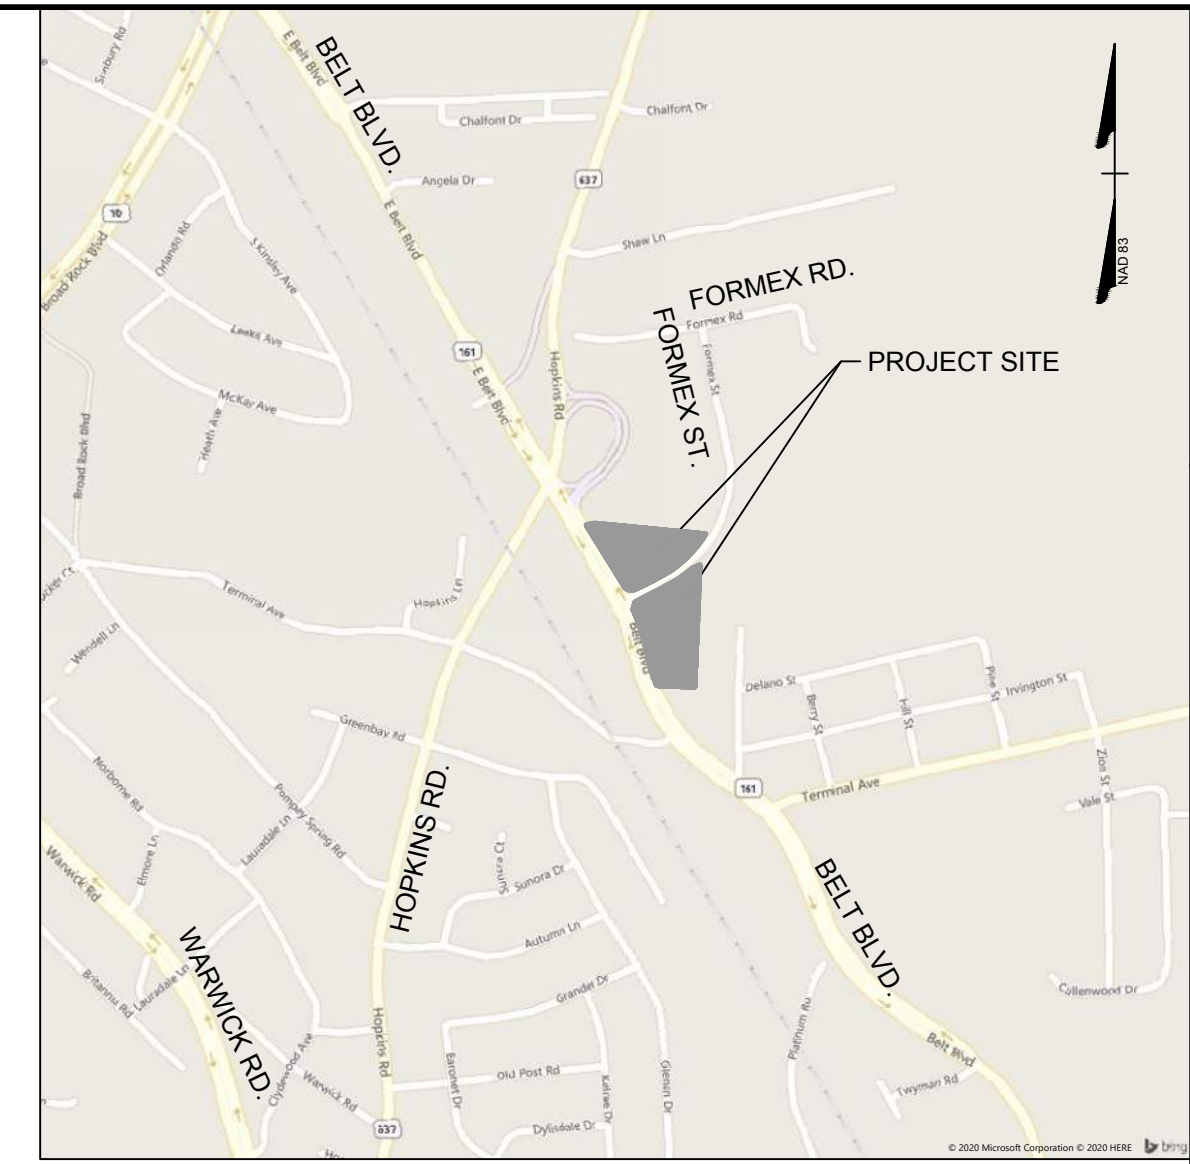 Sunbury Rd
E Belt Blvd
BELT BLVD.
Chalfont Dr
Chalfont Dr
Angela Dr
637
10
Orlando Rd
S Kinsley Ave
E Belt Blvd
Shaw Ln
NAD 83
Broad Rock Blvd
FORMEX RD.
Formex Rd
FORMEX ST.
Formex St
Leeke Ave
161
PROJECT SITE
E Belt Blvd
Hopkins Rd
McKay Ave
Heath Ave
Broad Rock Blvd
Terminal Ave
Hopkins Ln
Wendell Ln
Belt Blvd
Delano St
Berry St
Hill St
Pine St
Irvington St
Greenbay Rd
Norborne Rd
HOPKINS RD.
161
Terminal Ave
Zion St
Vale St
Pompey Spring Rd
Lauradale Ln
Elmore Ln
Warwick Rd
Sunora Ct
Sunora Dr
BELT BLVD.
Autumn Ln
WARWICK RD.
Britannia Rd
Lauradale Ln
Grandel Dr
Cullenwood Dr
Platinum Rd
Hopkins Rd
Clydewood Ave
Belt Blvd
Warwick Rd
Earonet Dr
Old Post Rd
Kelrae Dr
Glenan Dr
Twyman Rd
637
Dylisdale Dr
© 2020 Microsoft Corporation © 2020 HERE
bing